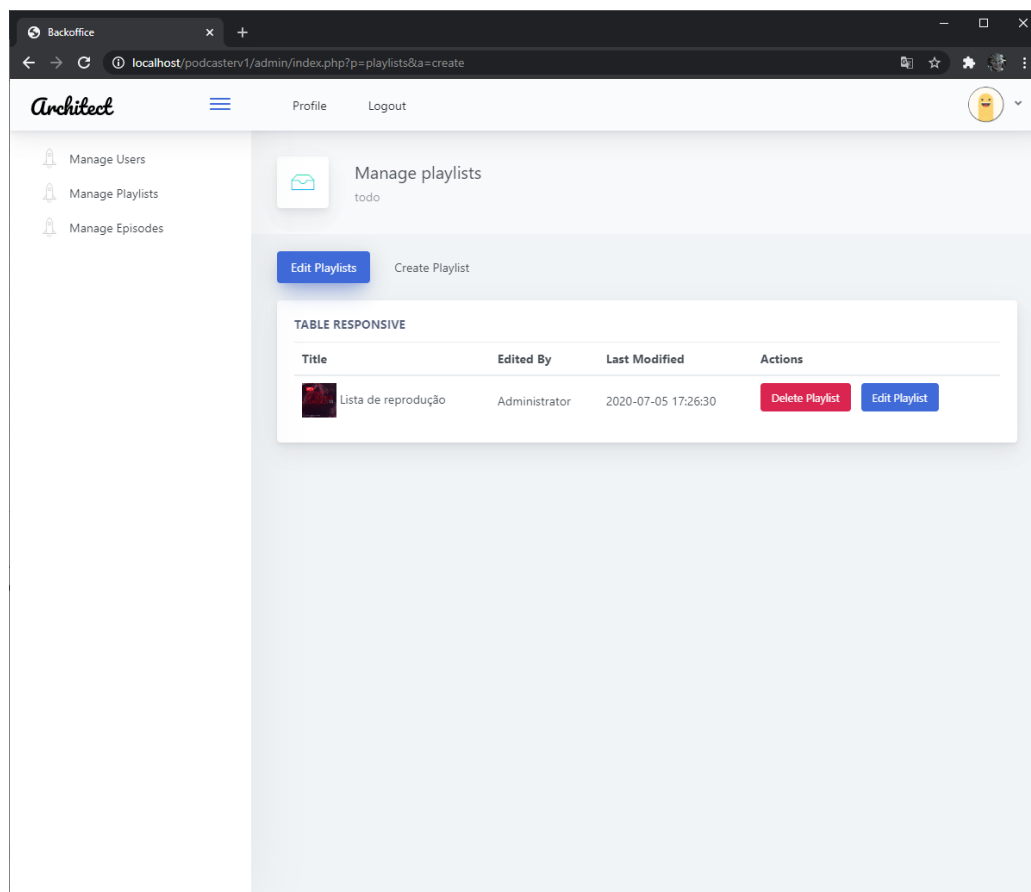 Backoffice
localhost/podcasterv1/admin/index.php?p=playlists&a=create
Architect
Profile Logout
Manage Users
Manage Playlists
Manage Episodes
Manage playlists
todo
Edit Playlists Create Playlist
TABLE RESPONSIVE
Title Edited By Last Modified Actions
Lista de reprodução Administrator 2020-07-05 17:26:30 Delete Playlist Edit Playlist